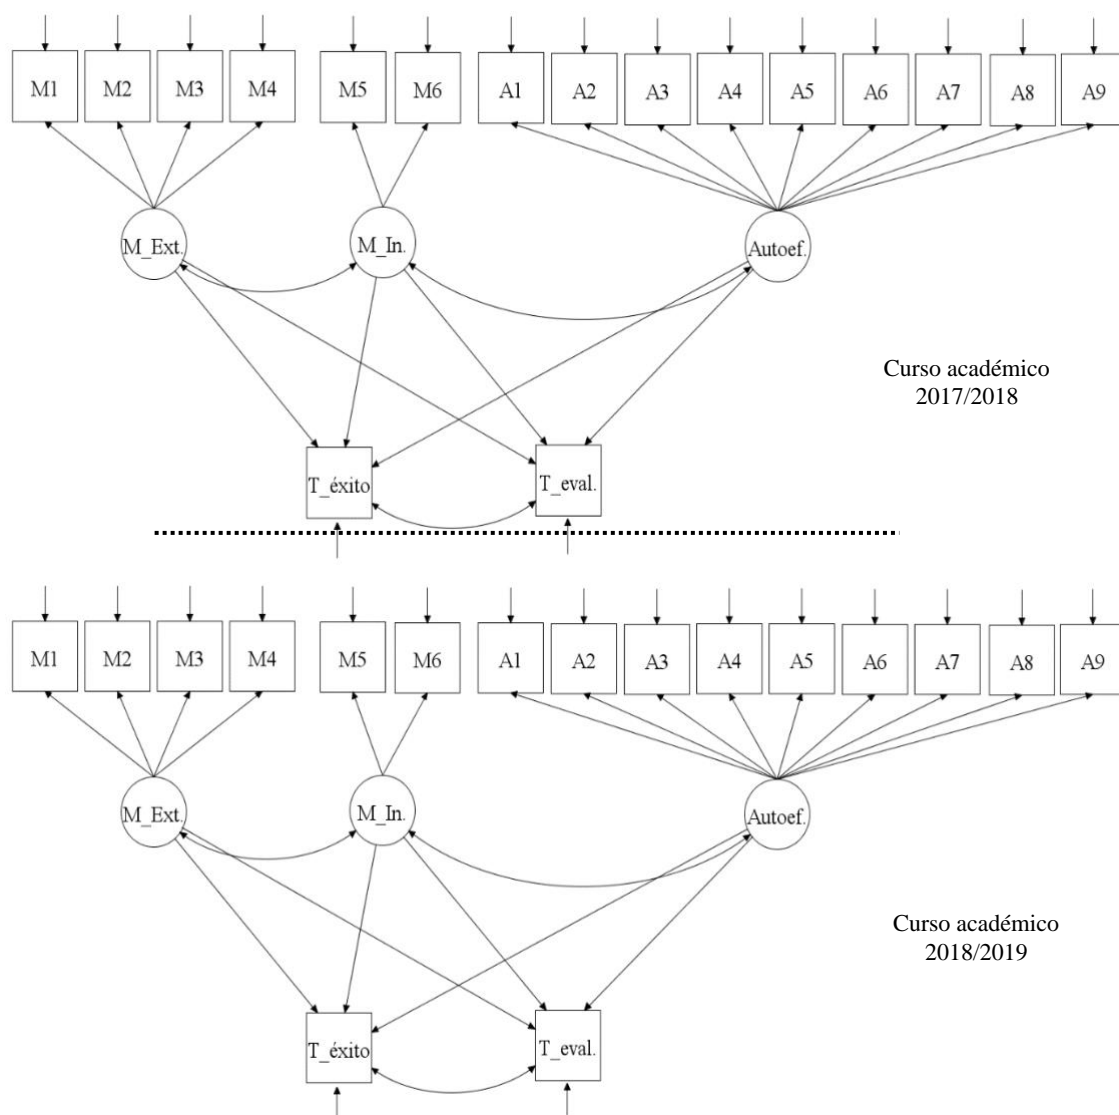 M1 M2 M3 M4 M5 M6 A1 A2 A3 A4 A5 A6 A7 A8 A9
M_Ext. M_In. Autoef.
Curso académico
2017/2018
T_éxito T_eval.
M1 M2 M3 M4 M5 M6 A1 A2 A3 A4 A5 A6 A7 A8 A9
M_Ext. M_In. Autoef.
Curso académico
2018/2019
T_éxito T_eval.